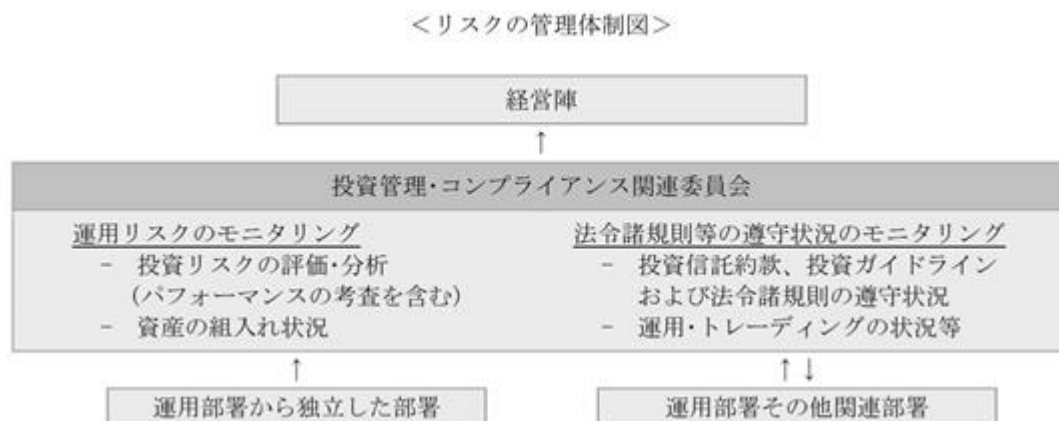 ＜リスクの管理体制図＞
経営陣
↑
投資管理・コンプライアンス関連委員会
運用リスクのモニタリング
－ 投資リスクの評価・分析
(パフォーマンスの考査を含む)
－ 資産の組入れ状況
法令諸規則等の遵守状況のモニタリング
－ 投資信託約款、投資ガイドライン
および法令諸規則の遵守状況
－ 運用・トレーディングの状況等
↑
↑↓
運用部署から独立した部署
運用部署その他関連部署